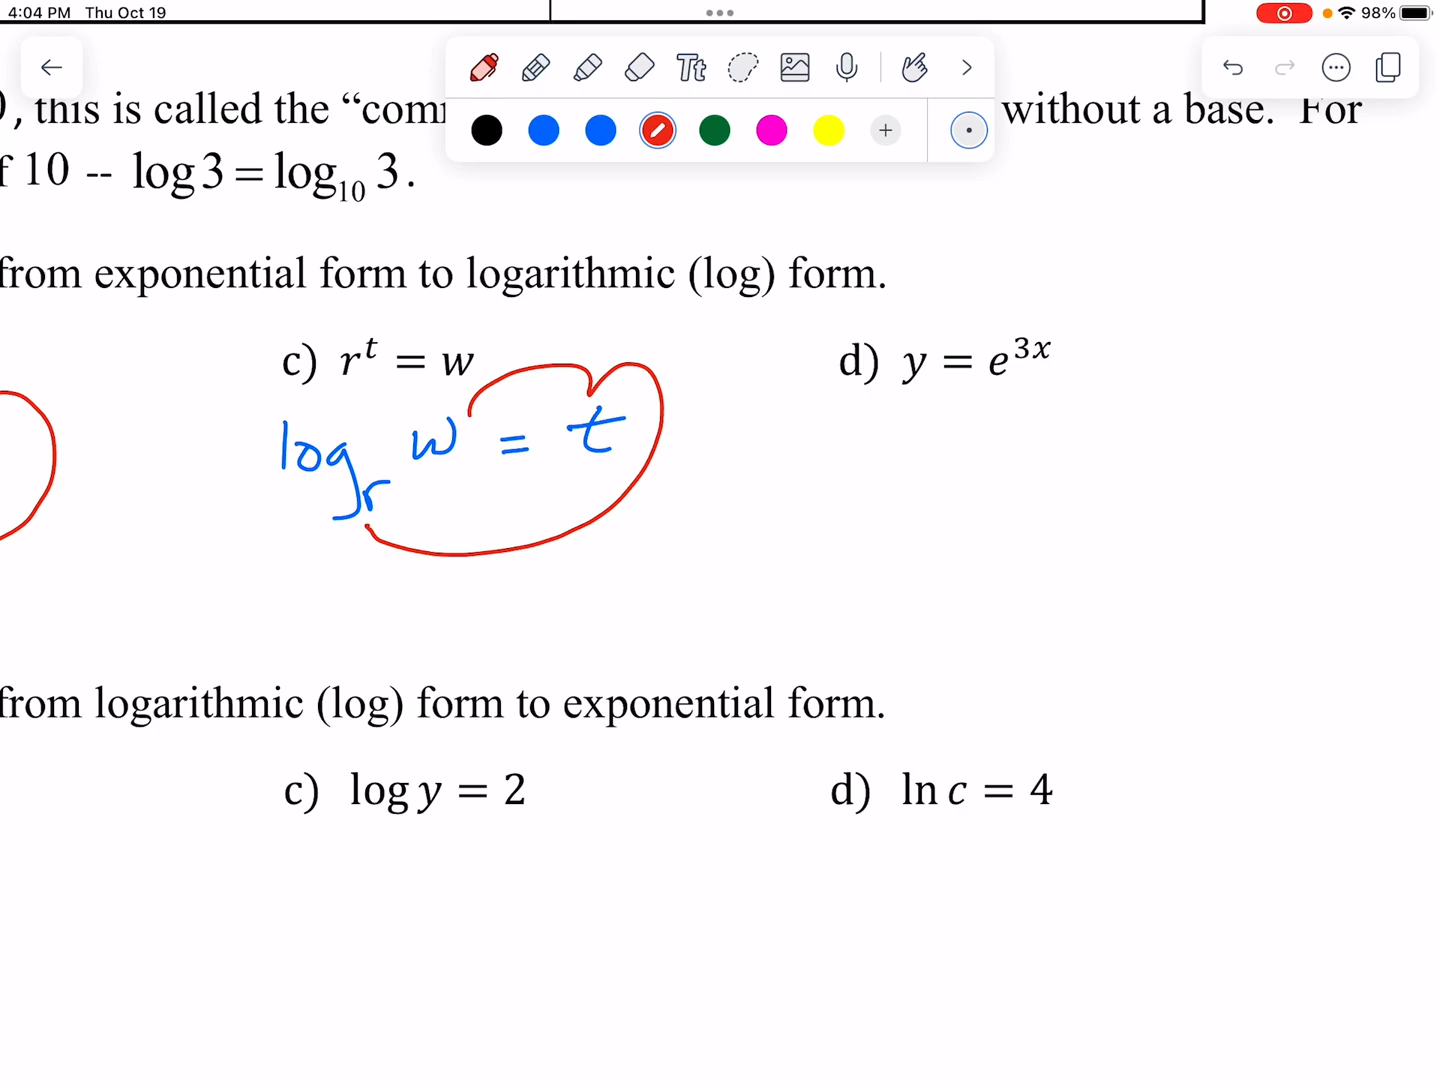 4:04 PM Thu Oct 19
98%
Tt
, this is called the “com
without a base. For
f 10 -- log 3 = log₁₀ 3.
from exponential form to logarithmic (log) form.
c) rᵗ = w
d) y = e³ˣ
logᵣ w = t
from logarithmic (log) form to exponential form.
c) log y = 2
d) ln c = 4